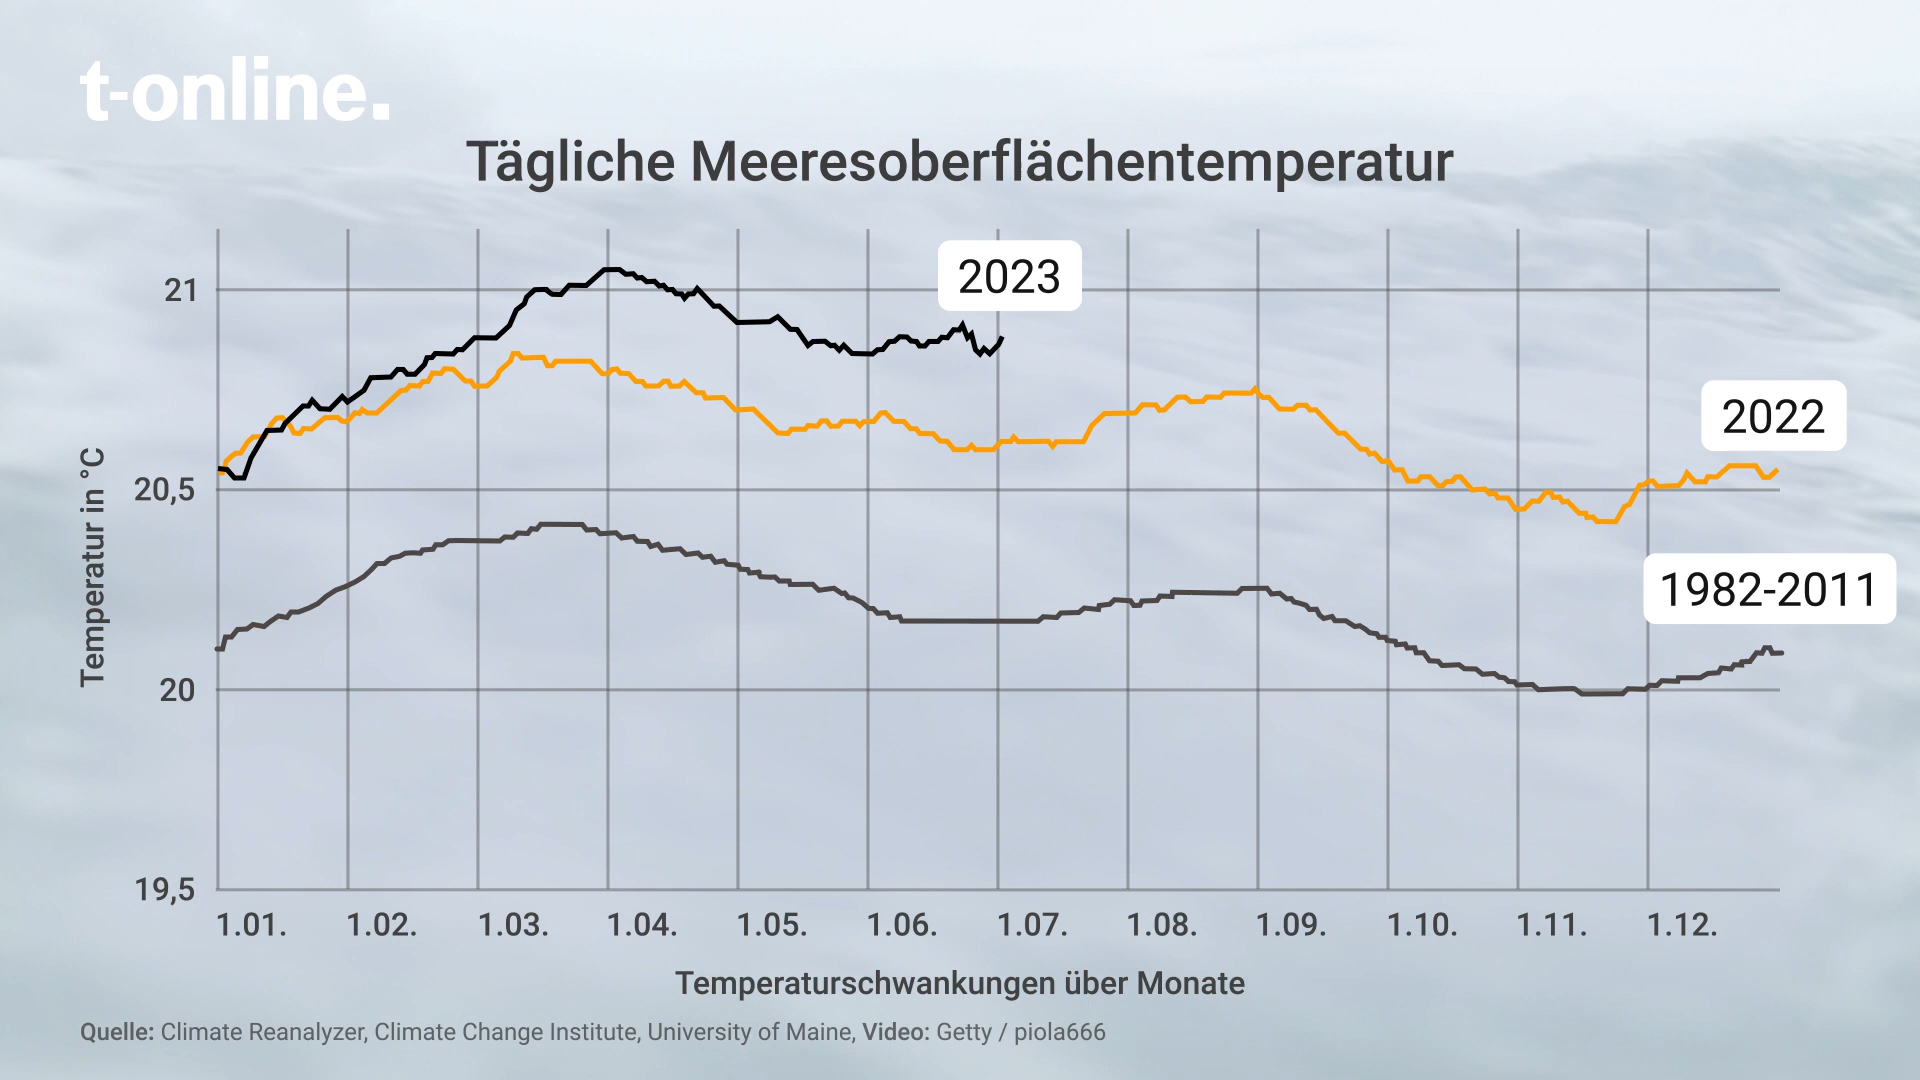 t-online.
Tägliche Meeresoberflächentemperatur
2023
21
2022
20,5
1982-2011
Temperatur in °C
20
19,5
1.01. 1.02. 1.03. 1.04. 1.05. 1.06. 1.07. 1.08. 1.09. 1.10. 1.11. 1.12.
Temperaturschwankungen über Monate
Quelle: Climate Reanalyzer, Climate Change Institute, University of Maine, Video: Getty / piola666